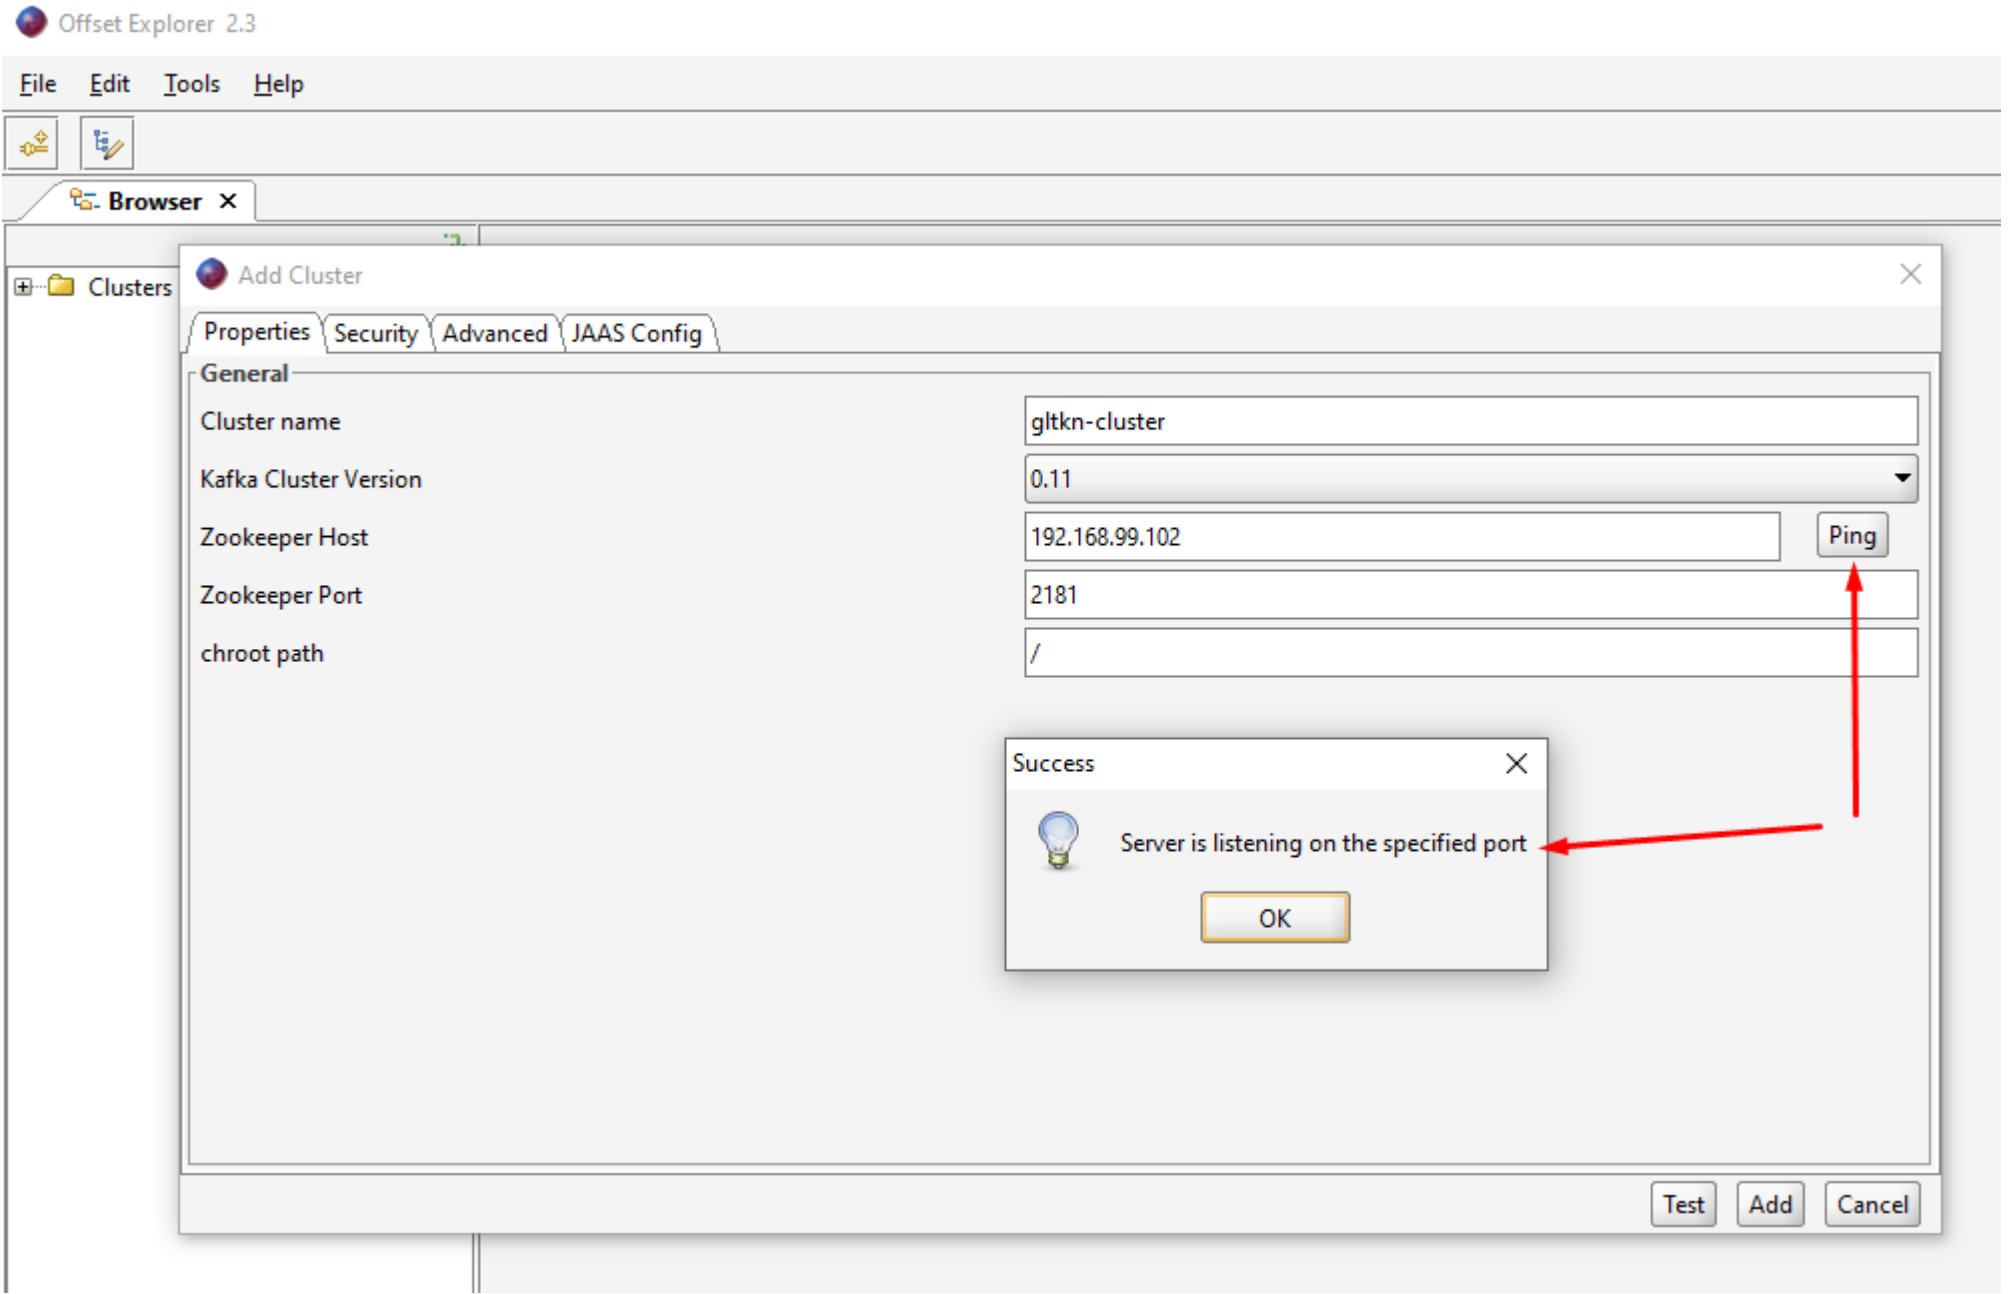 Offset Explorer 2.3
File Edit Tools Help
Browser
Clusters
Add Cluster
Properties Security Advanced JAAS Config
General
Cluster name gltkn-cluster
Kafka Cluster Version 0.11
Zookeeper Host 192.168.99.102 Ping
Zookeeper Port 2181
chroot path /
Success
Server is listening on the specified port
OK
Test Add Cancel